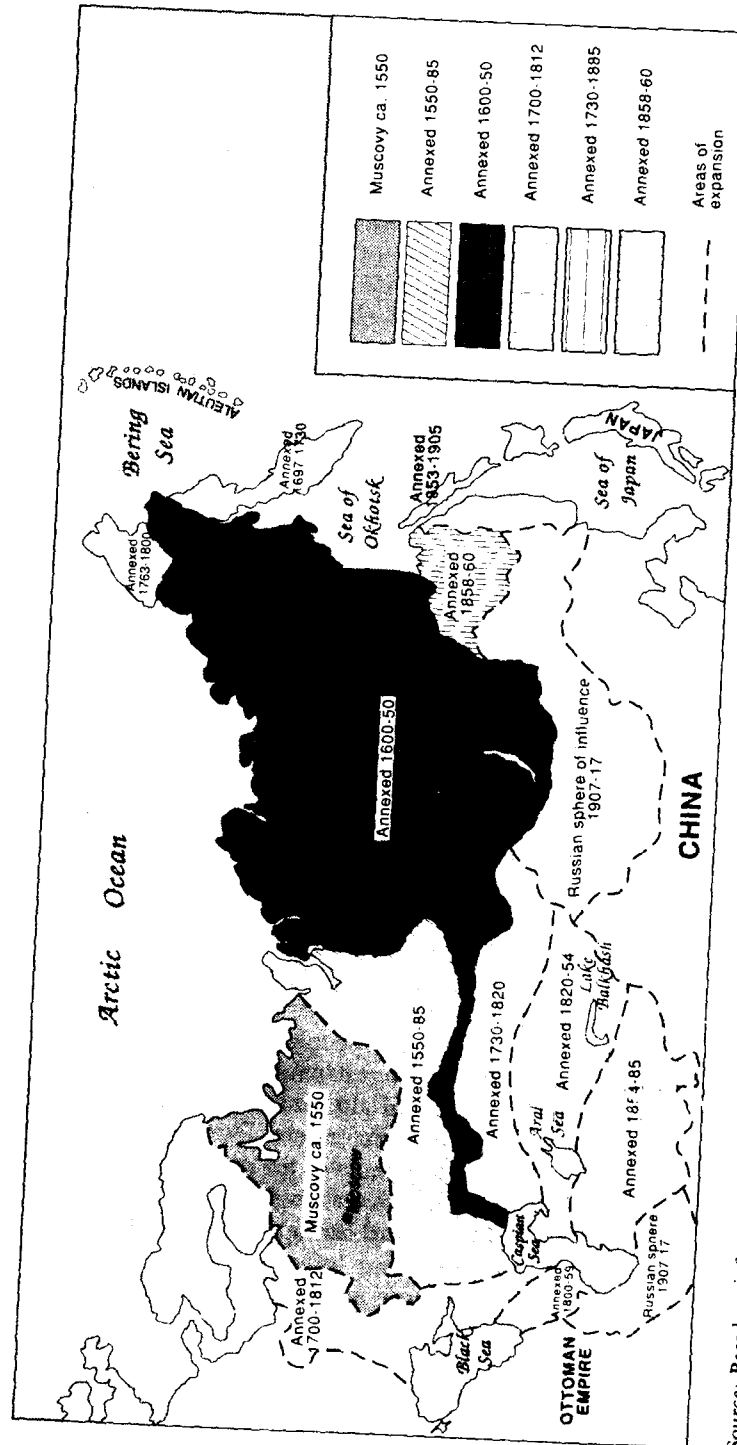 Arctic Ocean
Bering
Sea
ALEUTIAN ISLANDS
Annexed
1763-1800
Annexed
1697 1730
Sea of
Okhotsk
Annexed
1853-1905
Annexed
1858-60
Sea of
Japan
JAPAN
Annexed 1600-50
Muscovy ca. 1550
Moscow
Annexed
1700-1812
Annexed 1550-85
Annexed 1730-1820
Annexed 1820-54
Lake
Balkhash
Aral
Sea
Caspian
Sea
Black
Sea
Annexed
1800-59
OTTOMAN
EMPIRE
Russian sphere
1907 17
Russian sphere of influence
1907-17
CHINA
Muscovy ca. 1550
Annexed 1550-85
Annexed 1600-50
Annexed 1700-1812
Annexed 1730-1885
Annexed 1858-60
Areas of
expansion
Source: